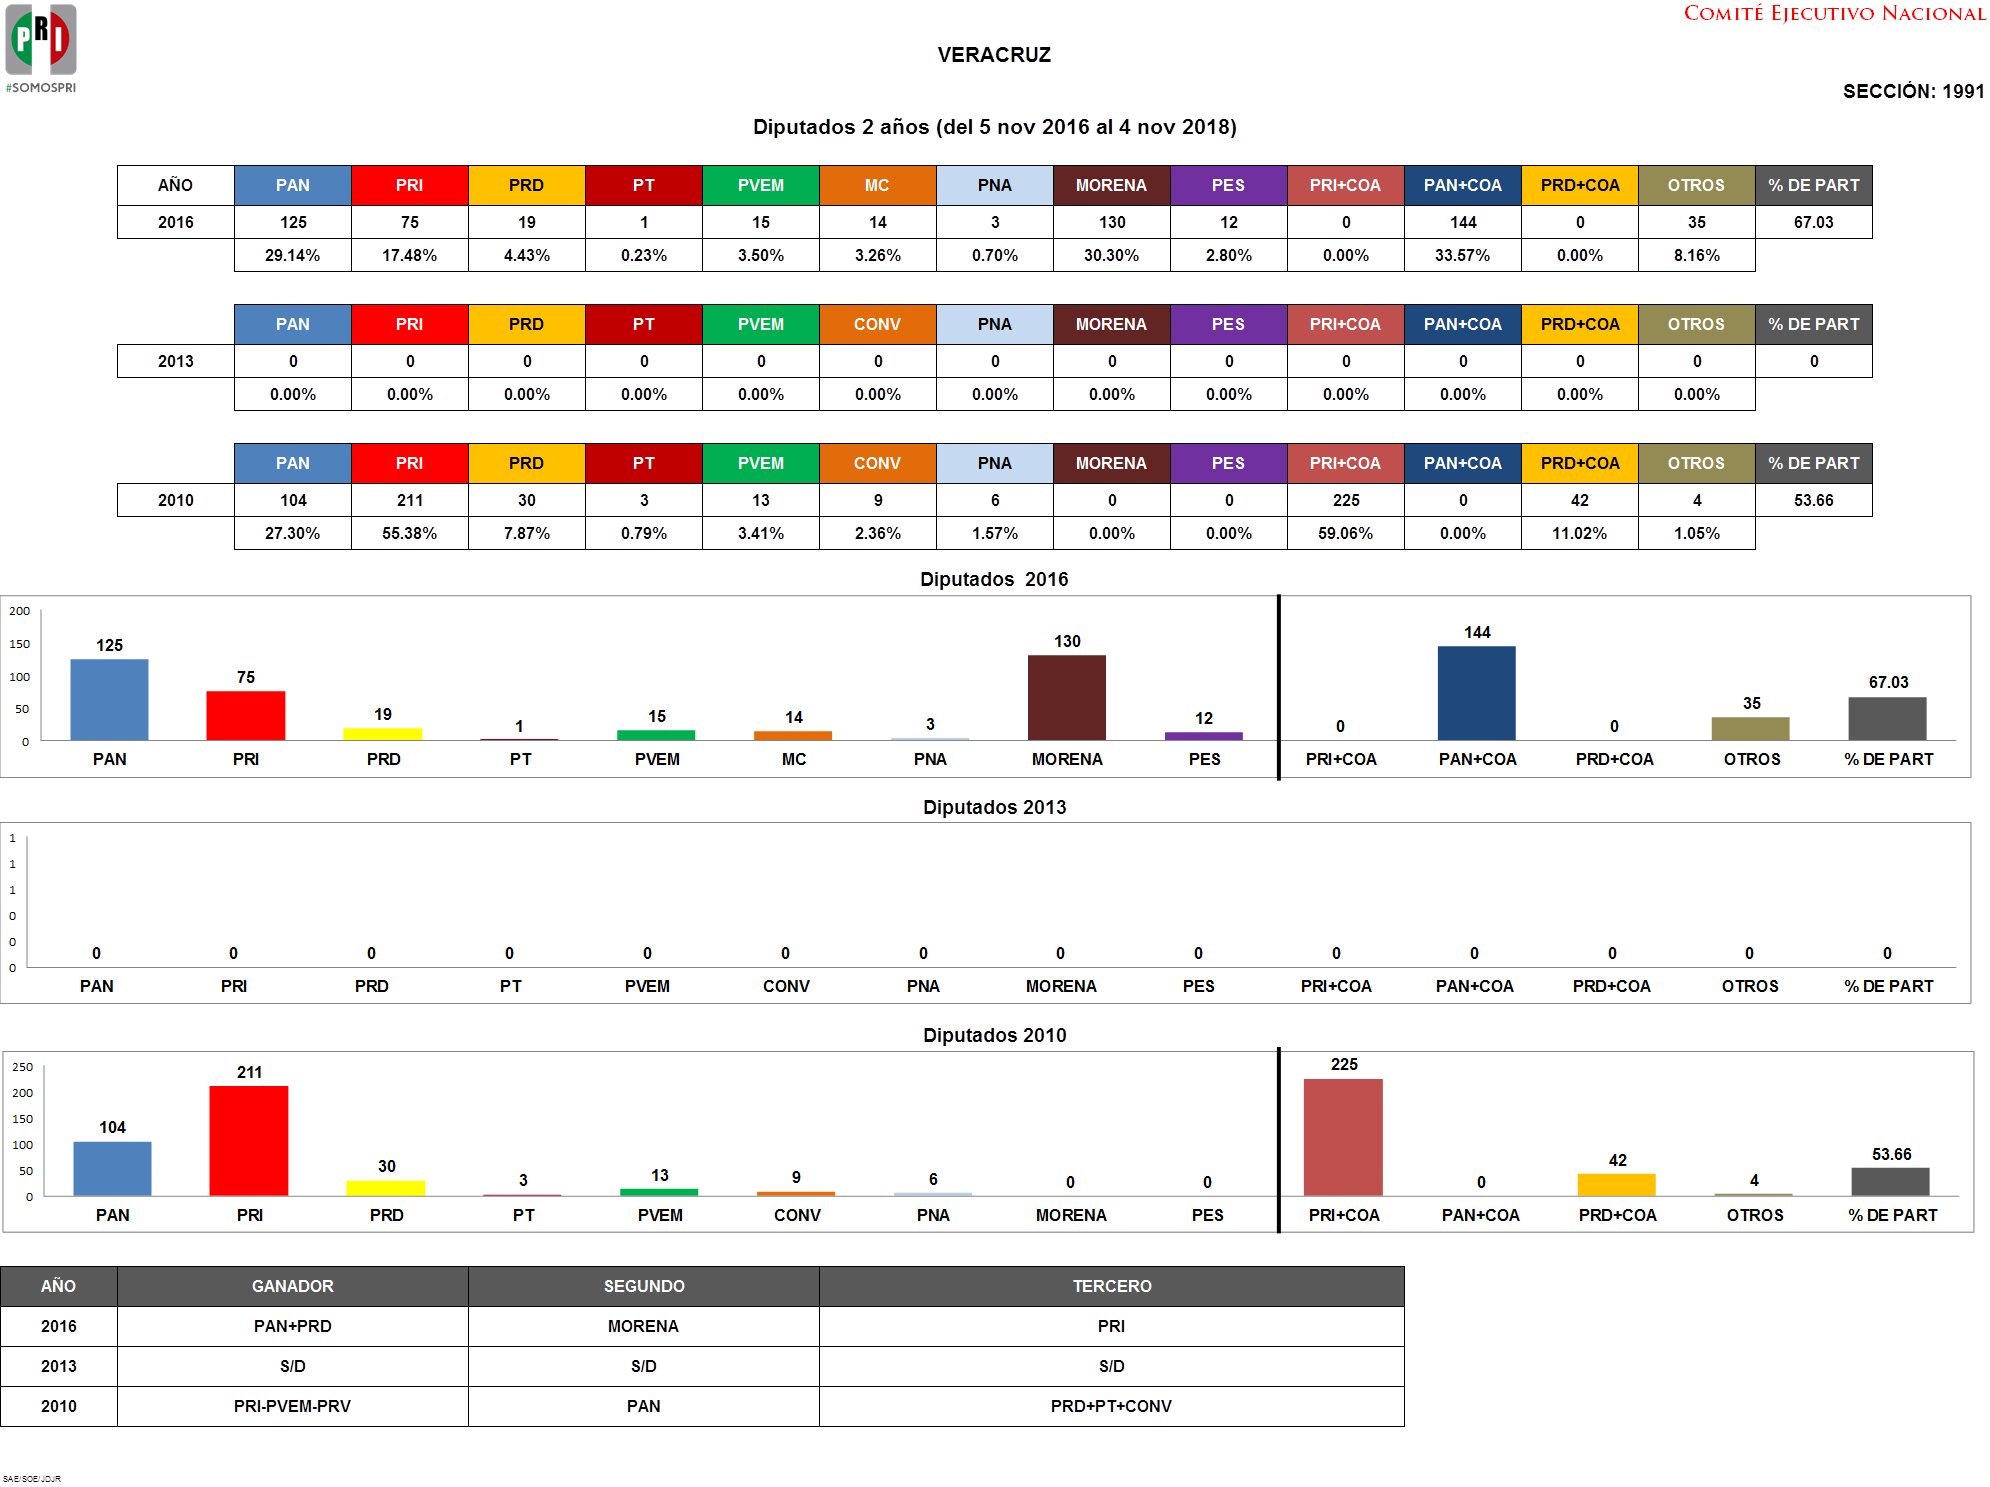 PRI
#SOMOSPRI
COMITÉ EJECUTIVO NACIONAL
VERACRUZ
SECCIÓN: 1991
Diputados 2 años (del 5 nov 2016 al 4 nov 2018)
AÑO PAN PRI PRD PT PVEM MC PNA MORENA PES PRI+COA PAN+COA PRD+COA OTROS % DE PART
2016 125 75 19 1 15 14 3 130 12 0 144 0 35 67.03
29.14% 17.48% 4.43% 0.23% 3.50% 3.26% 0.70% 30.30% 2.80% 0.00% 33.57% 0.00% 8.16%
PAN PRI PRD PT PVEM CONV PNA MORENA PES PRI+COA PAN+COA PRD+COA OTROS % DE PART
2013 0 0 0 0 0 0 0 0 0 0 0 0 0 0
0.00% 0.00% 0.00% 0.00% 0.00% 0.00% 0.00% 0.00% 0.00% 0.00% 0.00% 0.00% 0.00%
PAN PRI PRD PT PVEM CONV PNA MORENA PES PRI+COA PAN+COA PRD+COA OTROS % DE PART
2010 104 211 30 3 13 9 6 0 0 225 0 42 4 53.66
27.30% 55.38% 7.87% 0.79% 3.41% 2.36% 1.57% 0.00% 0.00% 59.06% 0.00% 11.02% 1.05%
Diputados 2016
200
150
100
50
0
125 75 19 1 15 14 3 130 12 0 144 0 35 67.03
PAN PRI PRD PT PVEM MC PNA MORENA PES PRI+COA PAN+COA PRD+COA OTROS % DE PART
Diputados 2013
1
1
1
0
0
0
0 0 0 0 0 0 0 0 0 0 0 0 0 0
PAN PRI PRD PT PVEM CONV PNA MORENA PES PRI+COA PAN+COA PRD+COA OTROS % DE PART
Diputados 2010
250
200
150
100
50
0
104 211 30 3 13 9 6 0 0 225 0 42 4 53.66
PAN PRI PRD PT PVEM CONV PNA MORENA PES PRI+COA PAN+COA PRD+COA OTROS % DE PART
AÑO GANADOR SEGUNDO TERCERO
2016 PAN+PRD MORENA PRI
2013 S/D S/D S/D
2010 PRI-PVEM-PRV PAN PRD+PT+CONV
SAE/SOE/JDJR